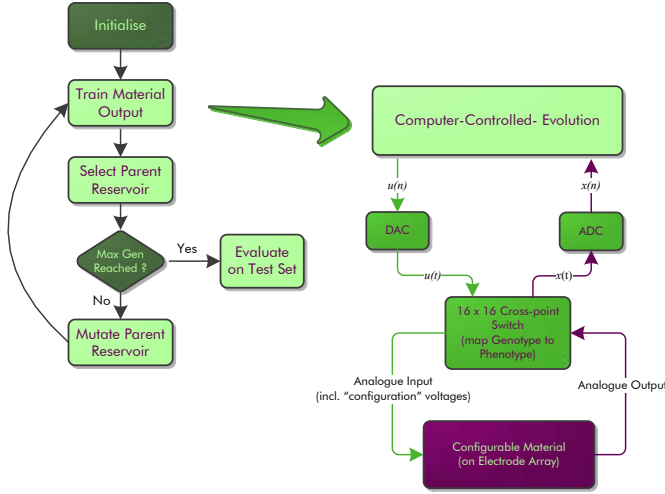 Initialise
Train Material
Output
Select Parent
Reservoir
Max Gen
Reached ?
Yes
Evaluate
on Test Set
No
Mutate Parent
Reservoir
Computer-Controlled- Evolution
u(n)
x(n)
DAC
ADC
u(t)
x(t)
16 x 16 Cross-point
Switch
(map Genotype to
Phenotype)
Analogue Input
(incl. "configuration" voltages)
Analogue Output
Configurable Material
(on Electrode Array)